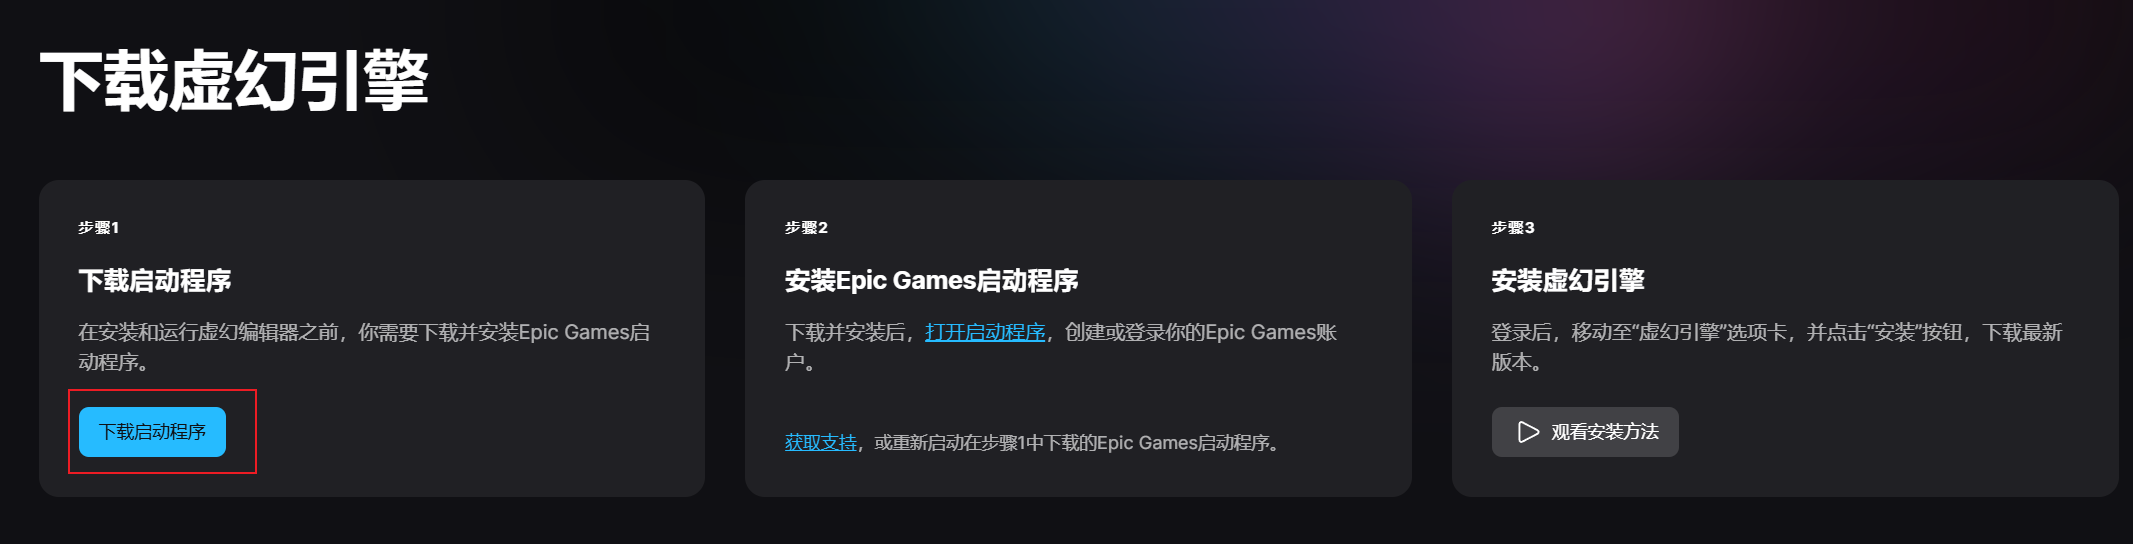 下载虚幻引擎
步骤1
下载启动程序
在安装和运行虚幻编辑器之前，你需要下载并安装Epic Games启
动程序。
下载启动程序
步骤2
安装Epic Games启动程序
下载并安装后，打开启动程序，创建或登录你的Epic Games账
户。
获取支持，或重新启动在步骤1中下载的Epic Games启动程序。
步骤3
安装虚幻引擎
登录后，移动至“虚幻引擎”选项卡，并点击“安装”按钮，下载最新
版本。
观看安装方法